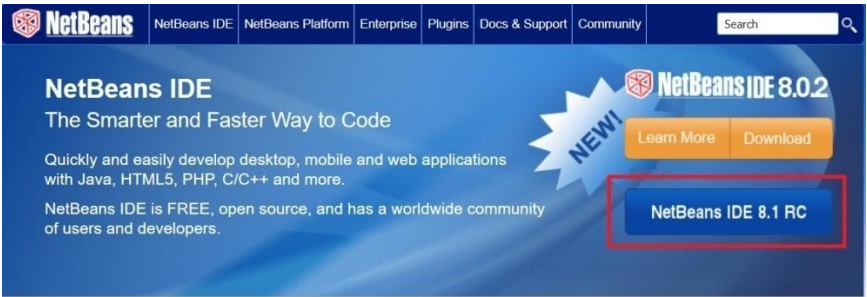 NetBeans NetBeans IDE NetBeans Platform Enterprise Plugins Docs & Support Community Search
NetBeans IDE
The Smarter and Faster Way to Code
Quickly and easily develop desktop, mobile and web applications
with Java, HTML5, PHP, C/C++ and more.
NetBeans IDE is FREE, open source, and has a worldwide community
of users and developers.
NEW!
NetBeans IDE 8.0.2
Learn More Download
NetBeans IDE 8.1 RC